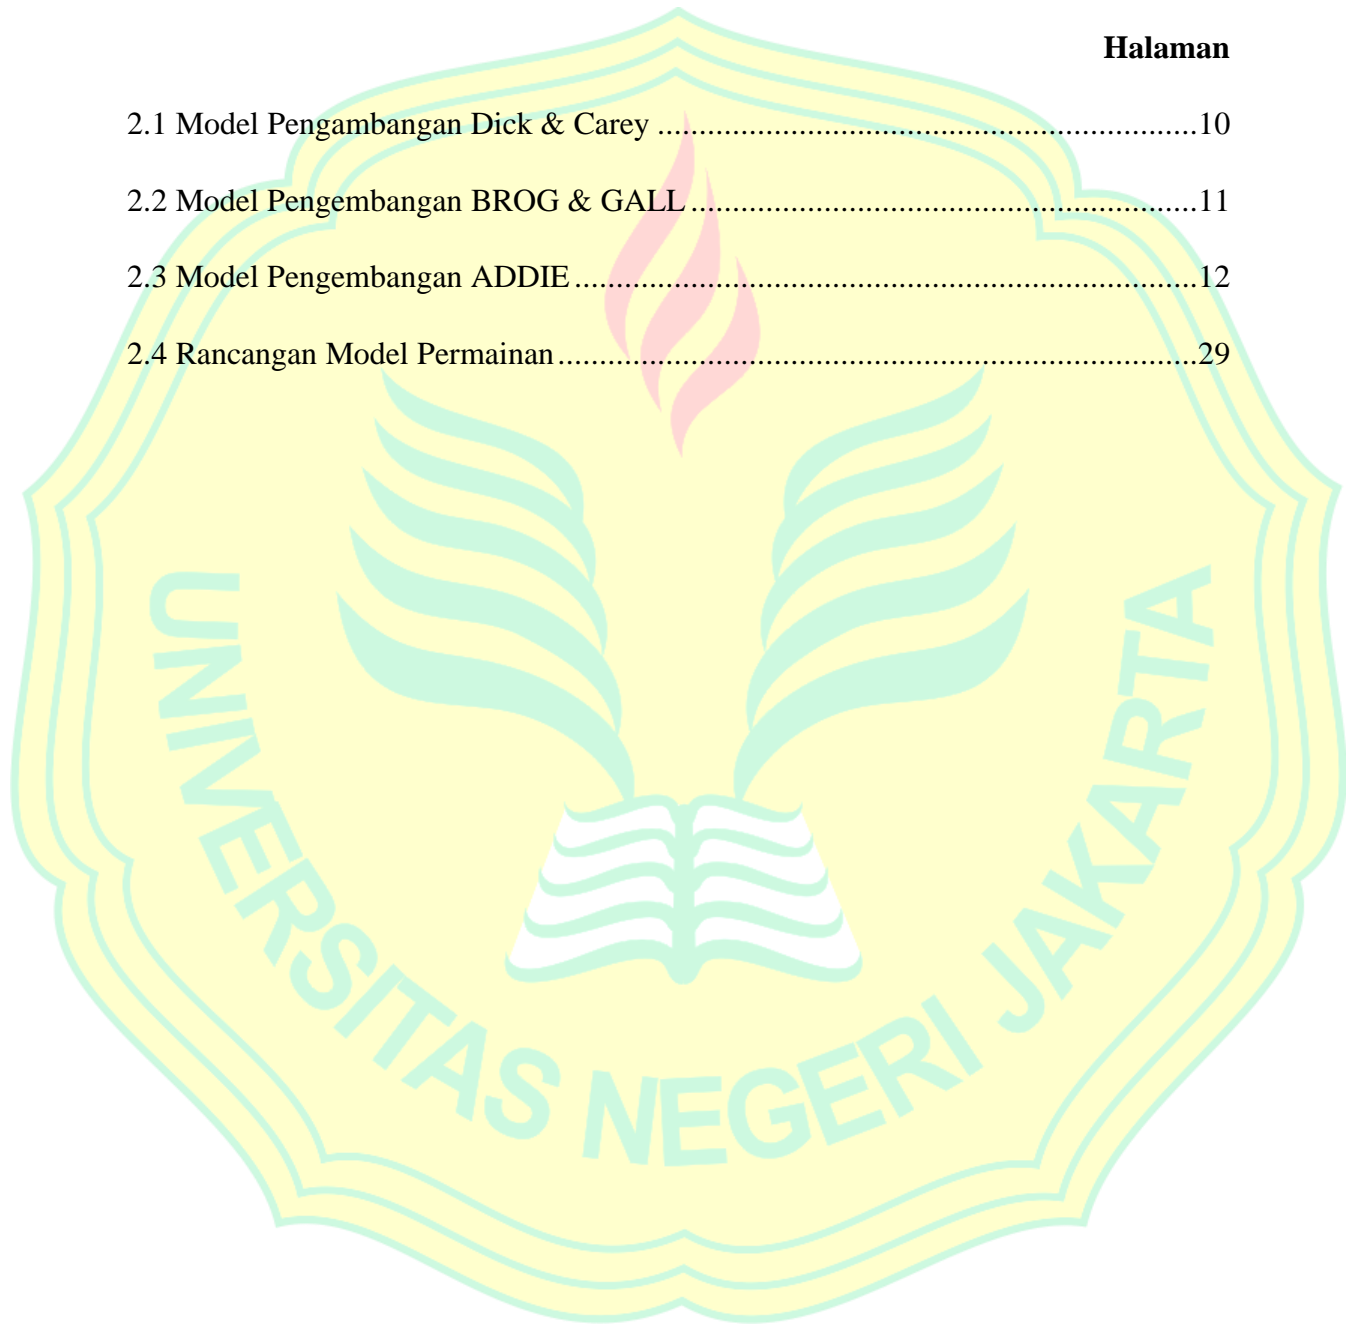 Halaman
2.1 Model Pengambangan Dick & Carey ..................................................................10
2.2 Model Pengembangan BROG & GALL ..............................................................11
2.3 Model Pengembangan ADDIE ............................................................................12
2.4 Rancangan Model Permainan ..............................................................................29
UNIVERSITAS NEGERI JAKARTA